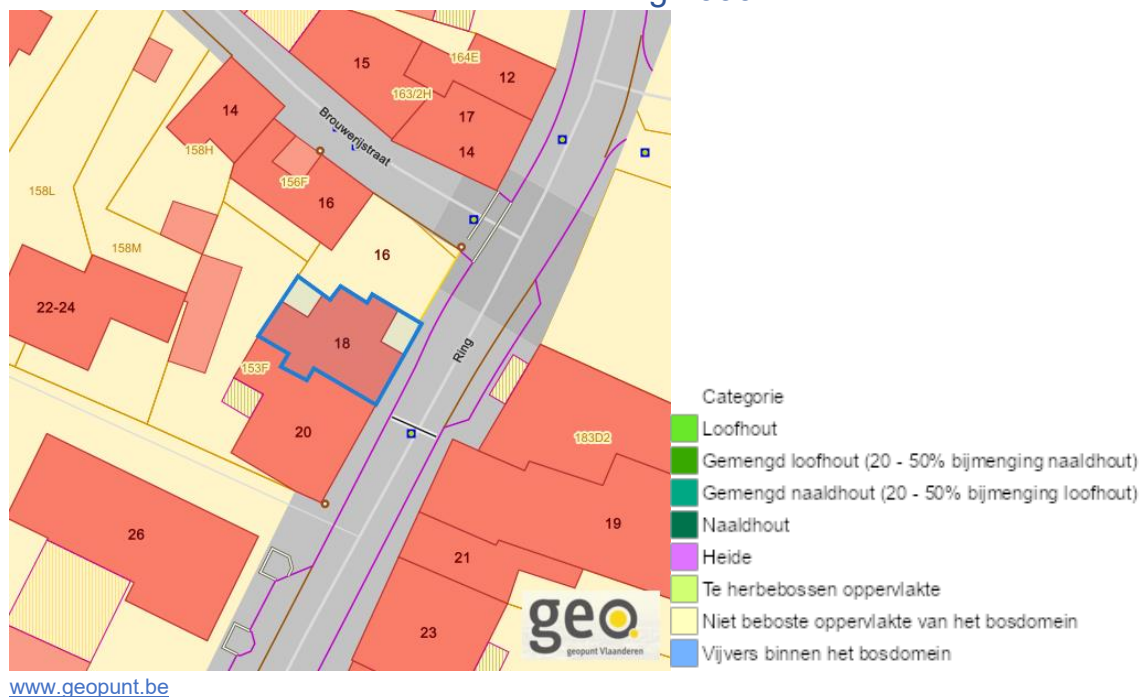 15
164E
12
163/2H
17
14
14
Brouwerijstraat
158H
156F
16
158L
158M
16
22-24
18
Ring
153F
20
183D2
26
19
21
23
geo
geopunt Vlaanderen
Categorie
Loofhout
Gemengd loofhout (20 - 50% bijmenging naaldhout)
Gemengd naaldhout (20 - 50% bijmenging loofhout)
Naaldhout
Heide
Te herbebossen oppervlakte
Niet beboste oppervlakte van het bosdomein
Vijvers binnen het bosdomein
www.geopunt.be